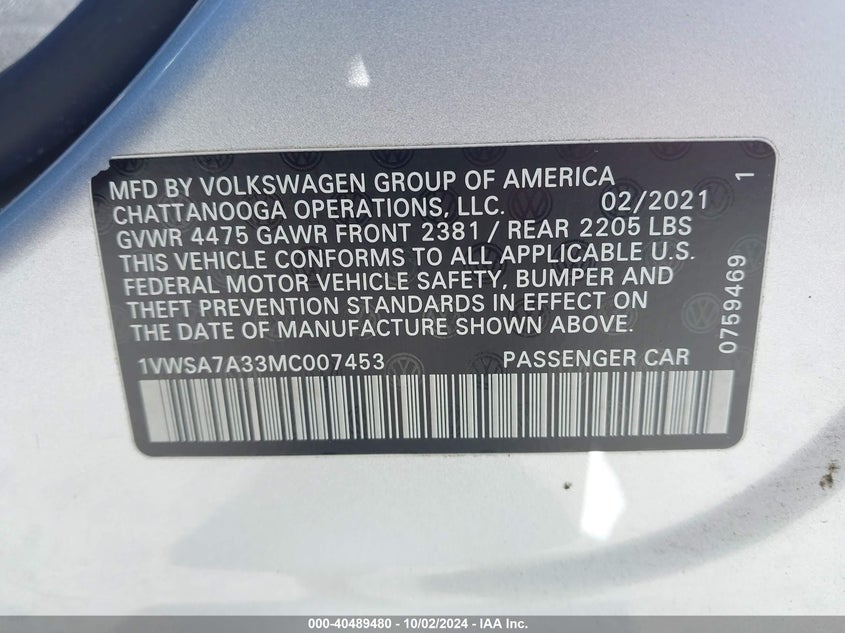 MFD BY VOLKSWAGEN GROUP OF AMERICA
CHATTANOOGA OPERATIONS, LLC. 02/2021 1
GVWR 4475 GAWR FRONT 2381 / REAR 2205 LBS
THIS VEHICLE CONFORMS TO ALL APPLICABLE U.S.
FEDERAL MOTOR VEHICLE SAFETY, BUMPER AND
THEFT PREVENTION STANDARDS IN EFFECT ON
THE DATE OF MANUFACTURE SHOWN ABOVE.
0759469
1VWSA7A33MC007453 PASSENGER CAR
000-40489480 - 10/02/2024 - IAA Inc.